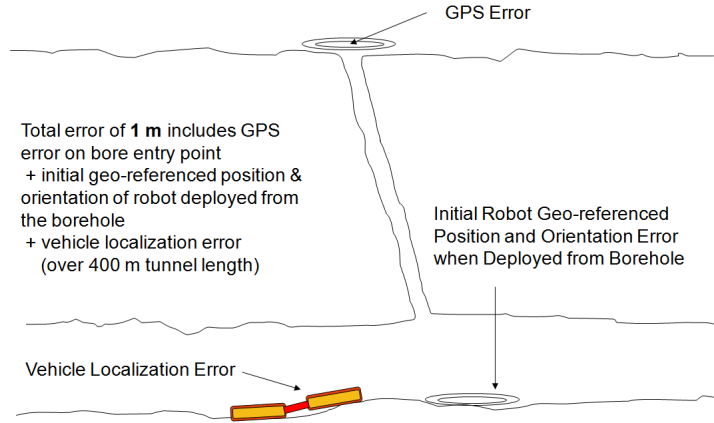 GPS Error
Total error of 1 m includes GPS
error on bore entry point
+ initial geo-referenced position &
orientation of robot deployed from
the borehole
+ vehicle localization error
(over 400 m tunnel length)
Initial Robot Geo-referenced
Position and Orientation Error
when Deployed from Borehole
Vehicle Localization Error